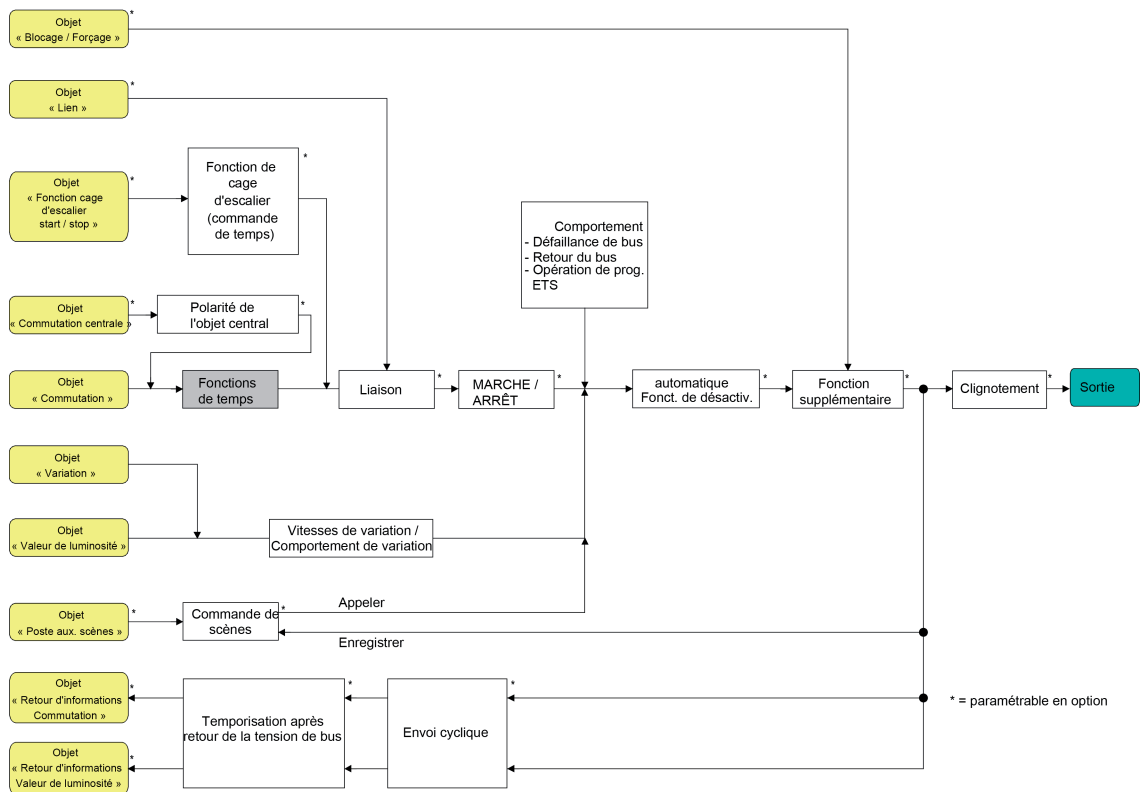 Objet
« Blocage / Forçage »
*
Objet
« Lien »
*
Objet
« Fonction cage
d'escalier
start / stop »
*
Fonction de
cage
d'escalier
(commande
de temps)
*
Comportement
- Défaillance de bus
- Retour du bus
- Opération de prog.
ETS
Objet
« Commutation centrale »
*
Polarité de
l'objet central
*
Objet
« Commutation »
*
Fonctions
de temps
Liaison
*
MARCHE /
ARRÊT
*
automatique
Fonct. de désactiv.
*
Fonction
supplémentaire
*
Clignotement
*
Sortie
Objet
« Variation »
Objet
« Valeur de luminosité »
Vitesses de variation /
Comportement de variation
*
Objet
« Poste aux. scènes »
*
Commande de
scènes
*
Appeler
Enregistrer
Objet
« Retour d'informations
Commutation »
*
Temporisation après
retour de la tension de bus
*
Envoi cyclique
*
* = paramétrable en option
Objet
« Retour d'informations
Valeur de luminosité »
*